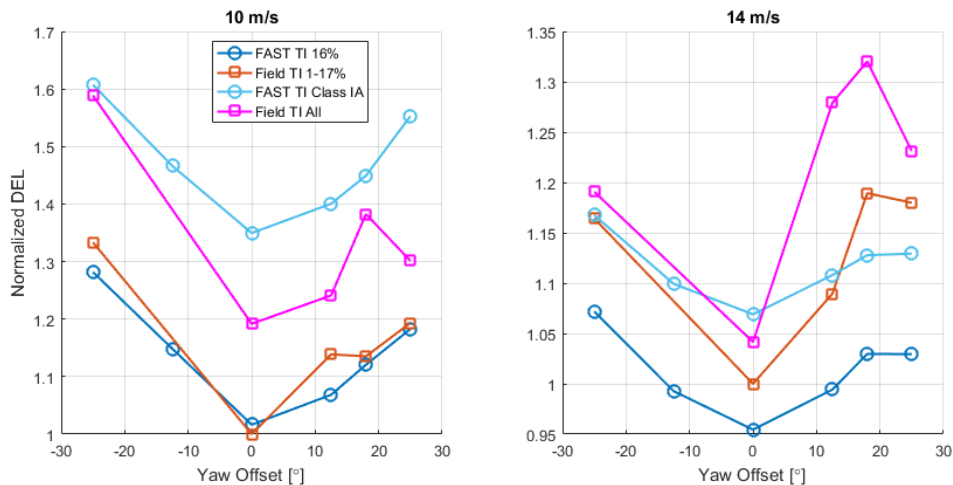 10 m/s
1.7
1.6
1.5
1.4
1.3
1.2
1.1
1
Normalized DEL
-30 -20 -10 0 10 20 30
Yaw Offset [°]
FAST TI 16%
Field TI 1-17%
FAST TI Class IA
Field TI All
14 m/s
1.35
1.3
1.25
1.2
1.15
1.1
1.05
1
0.95
-30 -20 -10 0 10 20 30
Yaw Offset [°]